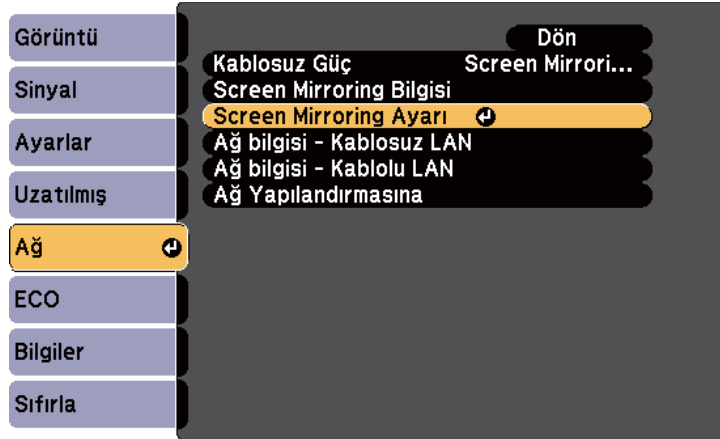 Görüntü
Sinyal
Ayarlar
Uzatılmış
Ağ
ECO
Bilgiler
Sıfırla
Dön
Kablosuz Güç Screen Mirrori...
Screen Mirroring Bilgisi
Screen Mirroring Ayarı
Ağ bilgisi - Kablosuz LAN
Ağ bilgisi - Kablolu LAN
Ağ Yapılandırmasına